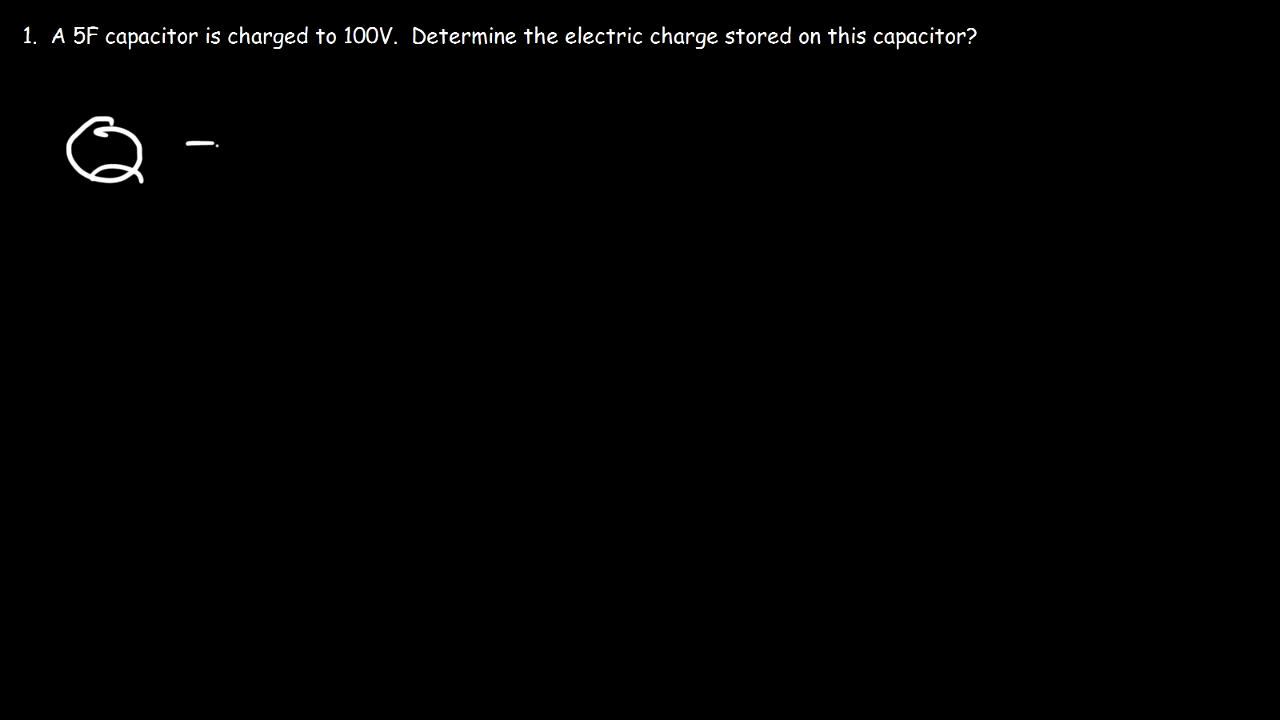 1. A 5F capacitor is charged to 100V. Determine the electric charge stored on this capacitor?
Q -